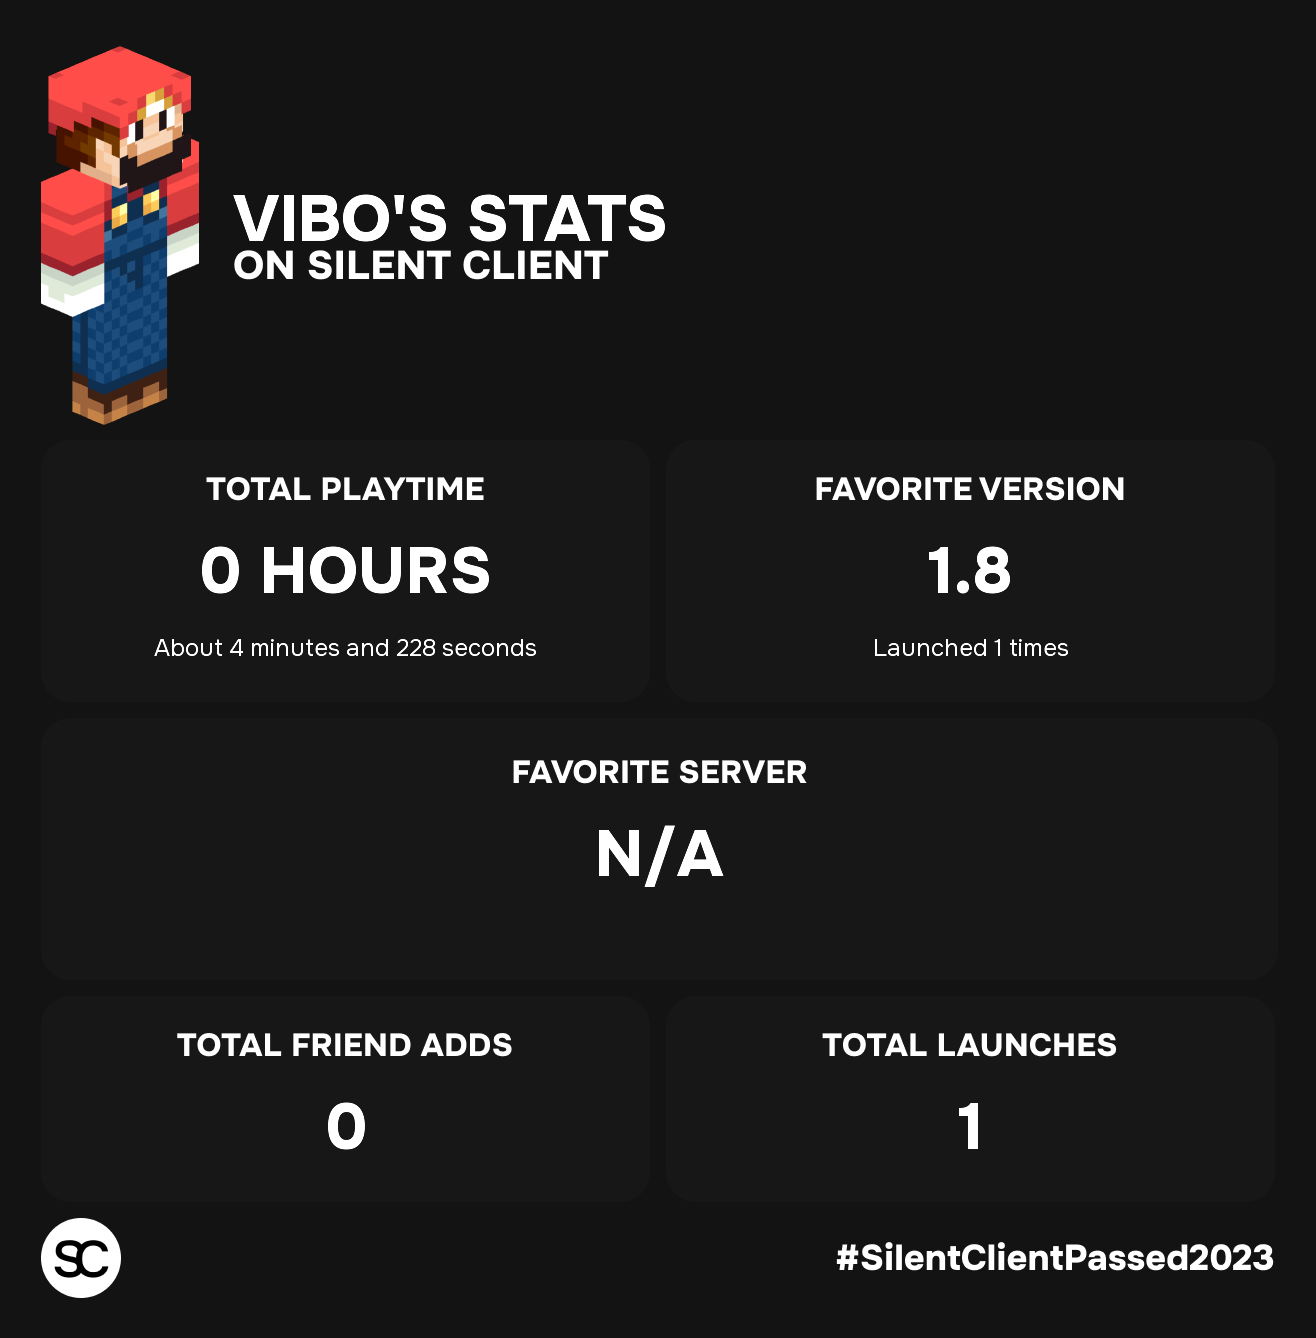 VIBO'S STATS
ON SILENT CLIENT
TOTAL PLAYTIME
0 HOURS
About 4 minutes and 228 seconds
FAVORITE VERSION
1.8
Launched 1 times
FAVORITE SERVER
N/A
TOTAL FRIEND ADDS
0
TOTAL LAUNCHES
1
SC
#SilentClientPassed2023